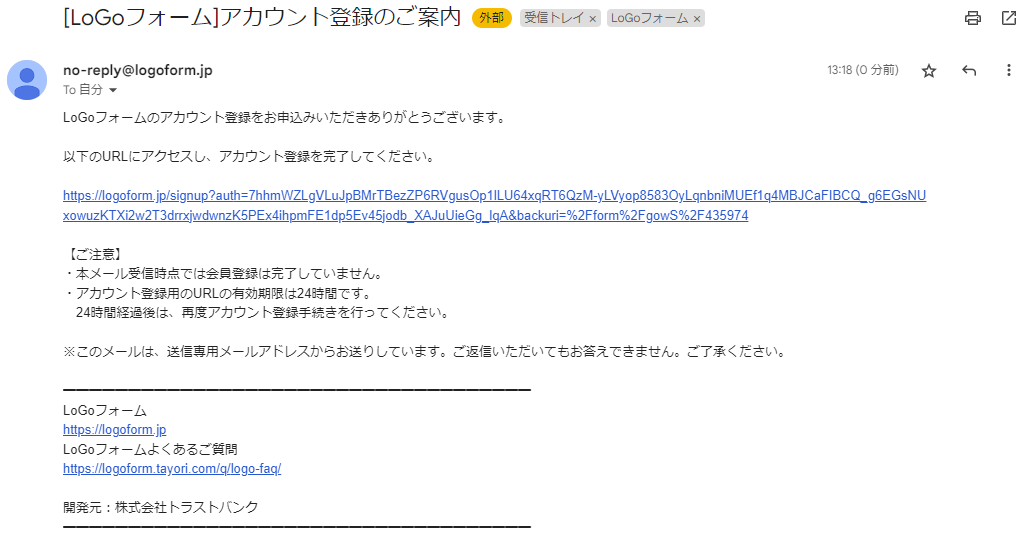 [LoGoフォーム]アカウント登録のご案内 外部 受信トレイ × LoGoフォーム ×
no-reply@logoform.jp 13:18 (0 分前)
To 自分
LoGoフォームのアカウント登録をお申込みいただきありがとうございます。
以下のURLにアクセスし、アカウント登録を完了してください。
https://logoform.jp/signup?auth=7hhmWZLgVLuJpBMrTBezZP6RVgusOp1lLU64xqRT6QzM-yLVyop8583OyLqnbniMUEf1q4MBJCaFIBCQ_g6EGsNU
xowuzKTXi2w2T3drrxjwdwnzK5PEx4ihpmFE1dp5Ev45jodb_XAJuUieGg_IqA&backuri=%2Fform%2FgowS%2F435974
【ご注意】
・本メール受信時点では会員登録は完了していません。
・アカウント登録用のURLの有効期限は24時間です。
24時間経過後は、再度アカウント登録手続きを行ってください。
※このメールは、送信専用メールアドレスからお送りしています。ご返信いただいてもお答えできません。ご了承ください。
LoGoフォーム
https://logoform.jp
LoGoフォームよくあるご質問
https://logoform.tayori.com/q/logo-faq/
開発元：株式会社トラストバンク